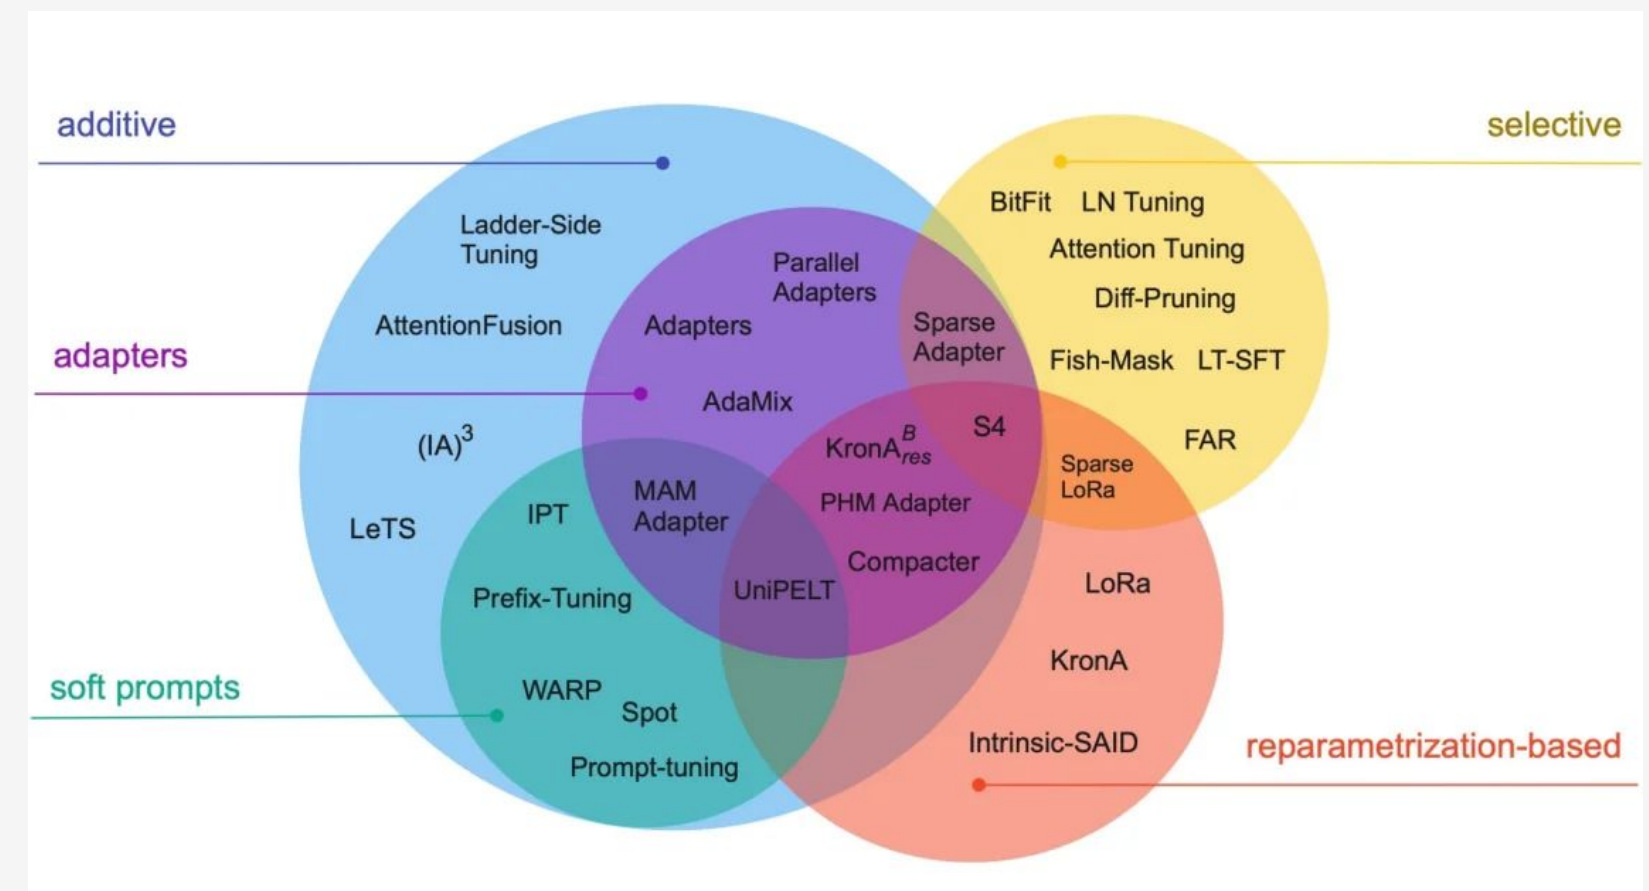 additive
selective
BitFit LN Tuning
Ladder-Side
Tuning
Attention Tuning
Parallel
Adapters
Diff-Pruning
AttentionFusion
Adapters
Sparse
Adapter
adapters
Fish-Mask LT-SFT
AdaMix
(IA)³
KronA^B_res
S4
FAR
Sparse
LoRa
MAM
Adapter
PHM Adapter
IPT
LeTS
Compacter
UniPELT
LoRa
Prefix-Tuning
KronA
soft prompts
WARP
Spot
Intrinsic-SAID
reparametrization-based
Prompt-tuning